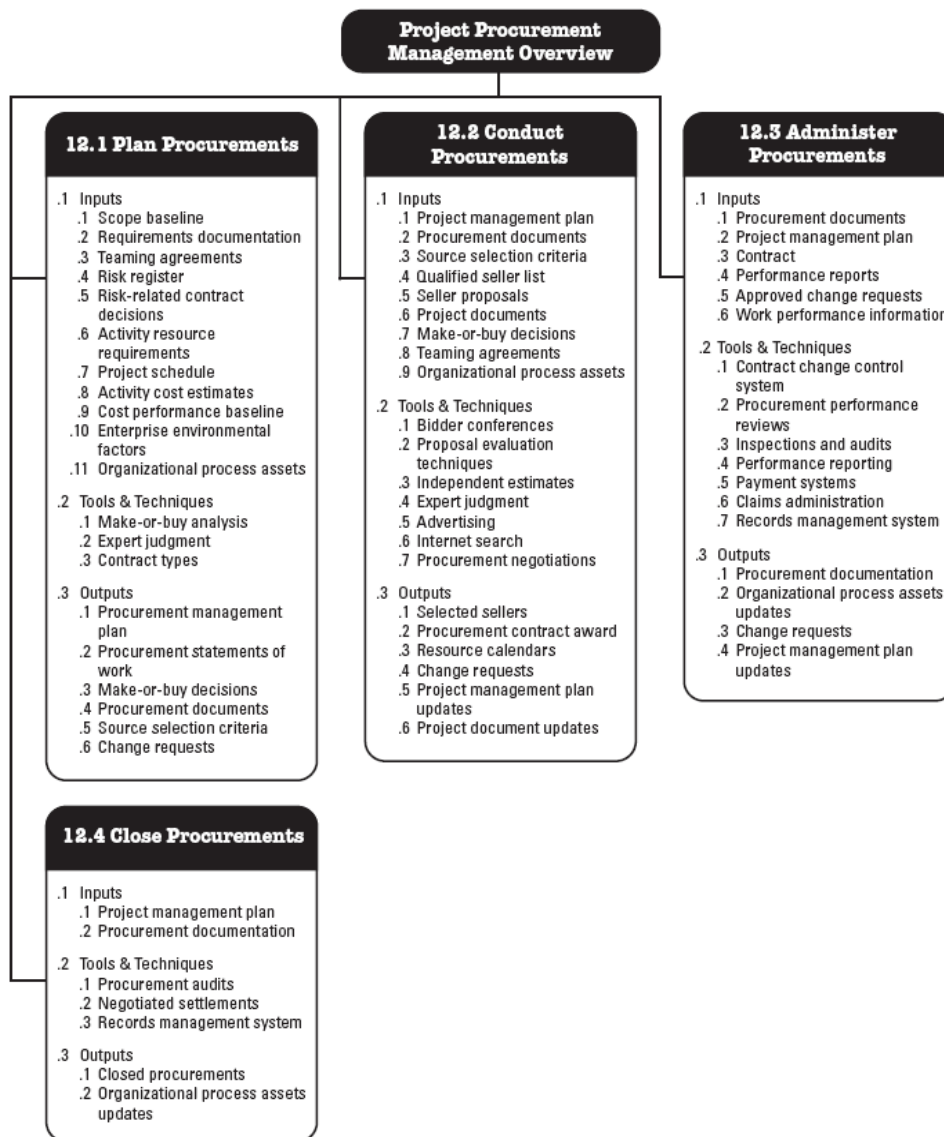 Project Procurement
Management Overview
12.1 Plan Procurements
.1 Inputs
.1 Scope baseline
.2 Requirements documentation
.3 Teaming agreements
.4 Risk register
.5 Risk-related contract
decisions
.6 Activity resource
requirements
.7 Project schedule
.8 Activity cost estimates
.9 Cost performance baseline
.10 Enterprise environmental
factors
.11 Organizational process assets
.2 Tools & Techniques
.1 Make-or-buy analysis
.2 Expert judgment
.3 Contract types
.3 Outputs
.1 Procurement management
plan
.2 Procurement statements of
work
.3 Make-or-buy decisions
.4 Procurement documents
.5 Source selection criteria
.6 Change requests
12.2 Conduct
Procurements
.1 Inputs
.1 Project management plan
.2 Procurement documents
.3 Source selection criteria
.4 Qualified seller list
.5 Seller proposals
.6 Project documents
.7 Make-or-buy decisions
.8 Teaming agreements
.9 Organizational process assets
.2 Tools & Techniques
.1 Bidder conferences
.2 Proposal evaluation
techniques
.3 Independent estimates
.4 Expert judgment
.5 Advertising
.6 Internet search
.7 Procurement negotiations
.3 Outputs
.1 Selected sellers
.2 Procurement contract award
.3 Resource calendars
.4 Change requests
.5 Project management plan
updates
.6 Project document updates
12.3 Administer
Procurements
.1 Inputs
.1 Procurement documents
.2 Project management plan
.3 Contract
.4 Performance reports
.5 Approved change requests
.6 Work performance information
.2 Tools & Techniques
.1 Contract change control
system
.2 Procurement performance
reviews
.3 Inspections and audits
.4 Performance reporting
.5 Payment systems
.6 Claims administration
.7 Records management system
.3 Outputs
.1 Procurement documentation
.2 Organizational process assets
updates
.3 Change requests
.4 Project management plan
updates
12.4 Close Procurements
.1 Inputs
.1 Project management plan
.2 Procurement documentation
.2 Tools & Techniques
.1 Procurement audits
.2 Negotiated settlements
.3 Records management system
.3 Outputs
.1 Closed procurements
.2 Organizational process assets
updates